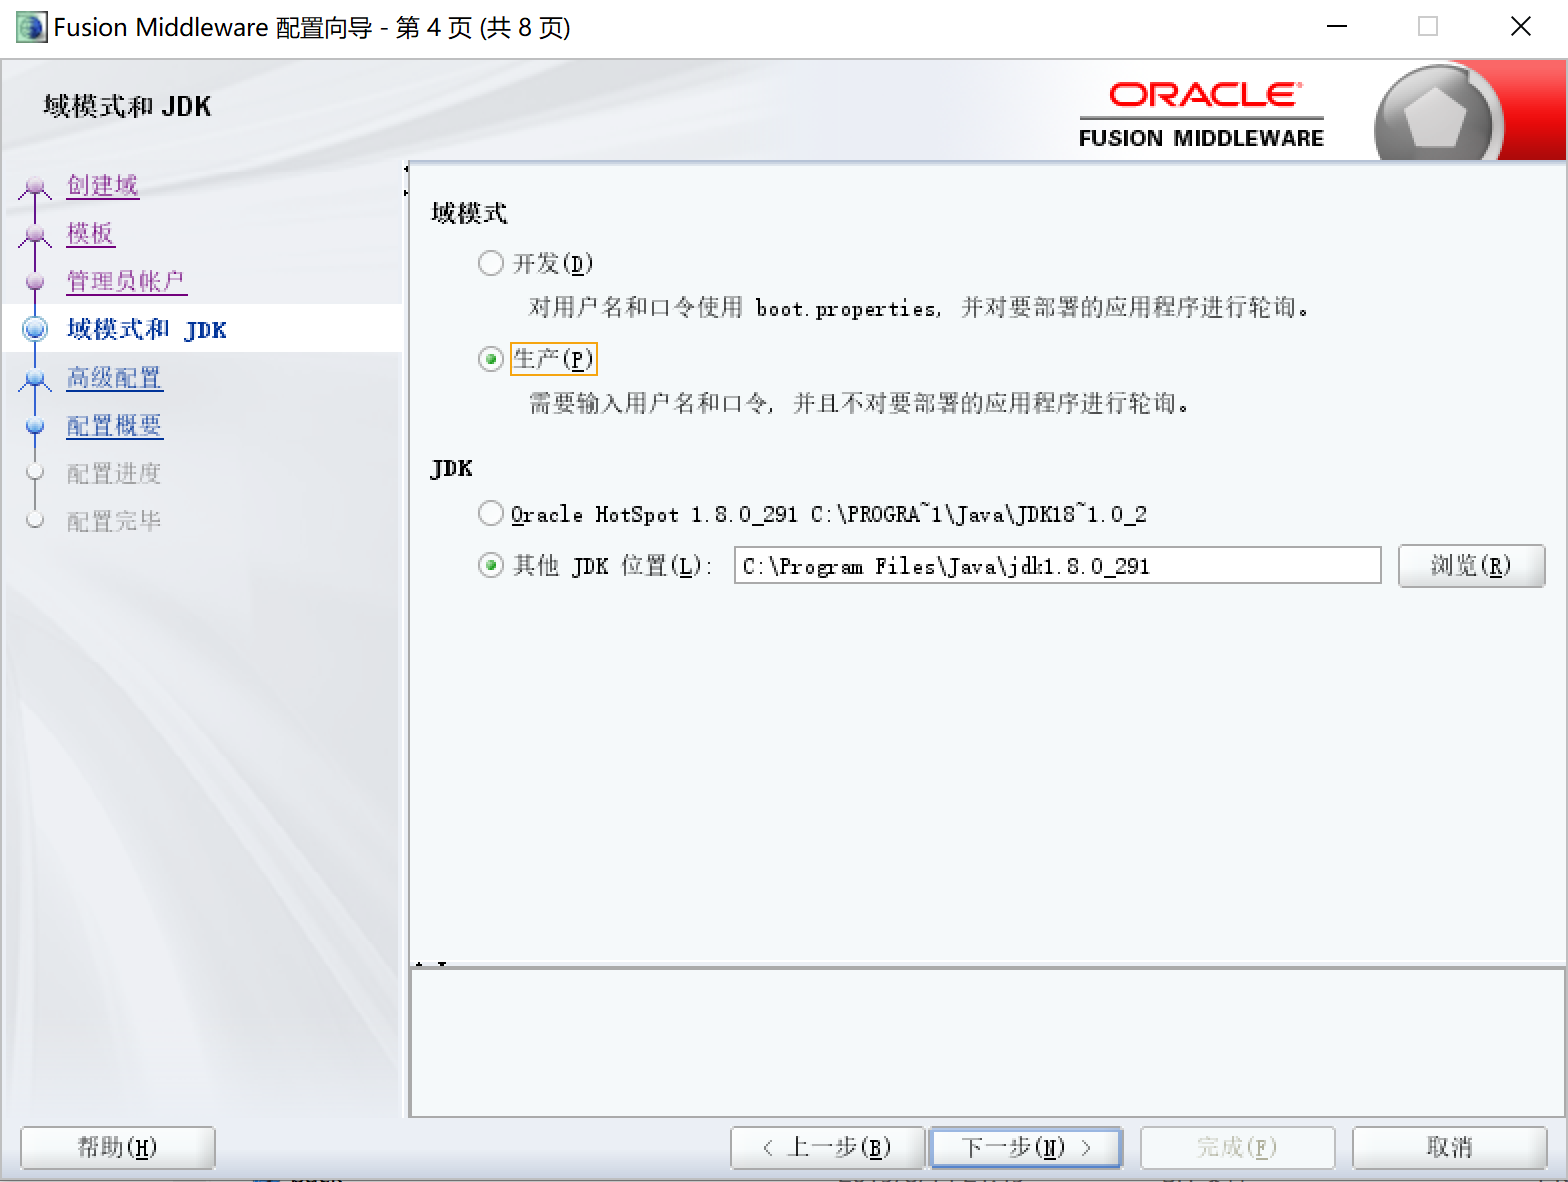 Fusion Middleware 配置向导 - 第 4 页 (共 8 页)
域模式和 JDK
ORACLE
FUSION MIDDLEWARE
创建域
模板
管理员帐户
域模式和 JDK
高级配置
配置概要
配置进度
配置完毕
域模式
开发(D)
对用户名和口令使用 boot.properties, 并对要部署的应用程序进行轮询。
生产(P)
需要输入用户名和口令, 并且不对要部署的应用程序进行轮询。
JDK
Oracle HotSpot 1.8.0_291 C:\PROGRA~1\Java\JDK18~1.0_2
其他 JDK 位置(L): C:\Program Files\Java\jdk1.8.0_291 浏览(R)
帮助(H) < 上一步(B) 下一步(N) > 完成(F) 取消